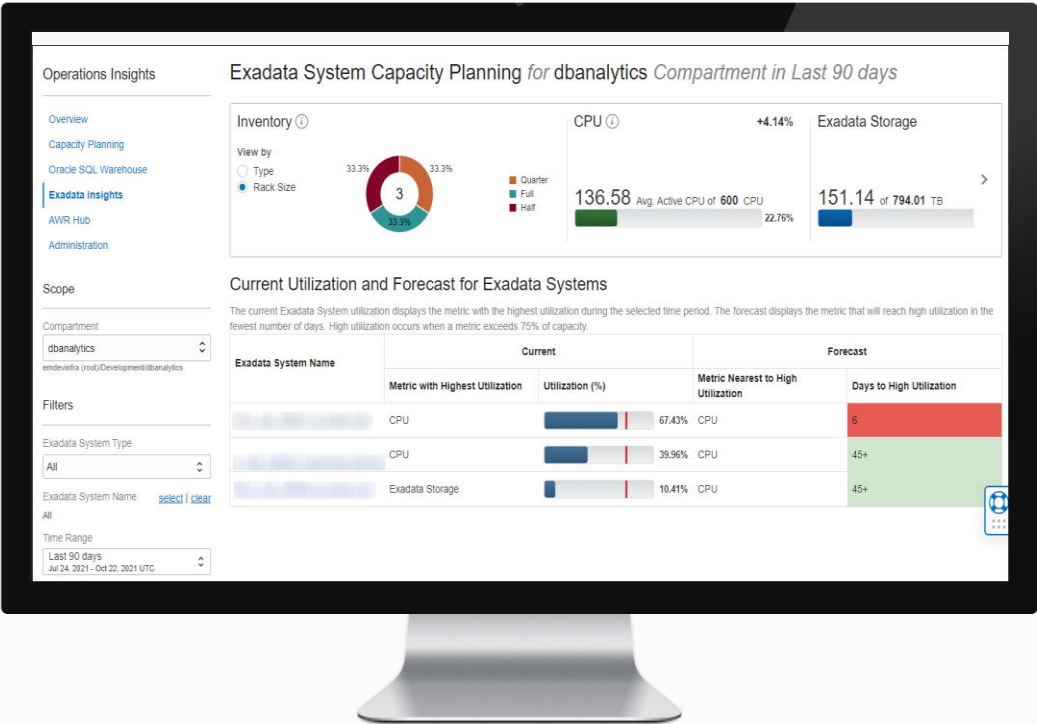 Operations Insights
Overview
Capacity Planning
Oracle SQL Warehouse
Exadata Insights
AWR Hub
Administration
Scope
Compartment
dbanalytics
emdevinfra (root)/Development/dbanalytics
Filters
Exadata System Type
All
Exadata System Name select | clear
All
Time Range
Last 90 days
Jul 24, 2021 - Oct 22, 2021 UTC
Exadata System Capacity Planning for dbanalytics Compartment in Last 90 days
Inventory
View by
Type
Rack Size
33.3%
33.3%
3
33.3%
Quarter
Full
Half
CPU +4.14%
136.58 Avg. Active CPU of 600 CPU
22.76%
Exadata Storage
151.14 of 794.01 TB
Current Utilization and Forecast for Exadata Systems
The current Exadata System utilization displays the metric with the highest utilization during the selected time period. The forecast displays the metric that will reach high utilization in the
fewest number of days. High utilization occurs when a metric exceeds 75% of capacity.
Exadata System Name
Current
Forecast
Metric with Highest Utilization
Utilization (%)
Metric Nearest to High
Utilization
Days to High Utilization
CPU 67.43% CPU 6
CPU 39.96% CPU 45+
Exadata Storage 10.41% CPU 45+